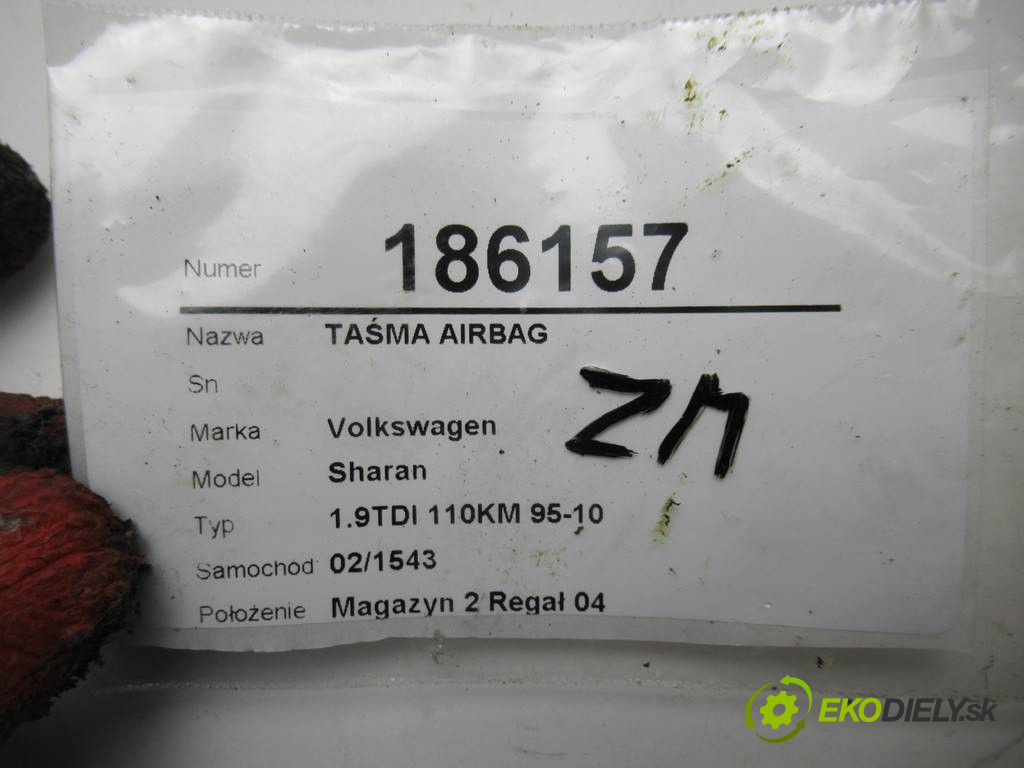 Numer 186157
Nazwa TAŚMA AIRBAG
Sn
Marka Volkswagen
Model Sharan
Typ 1.9TDI 110KM 95-10
Samochod 02/1543
Położenie Magazyn 2 Regał 04
ZM
EKODIELY.sk